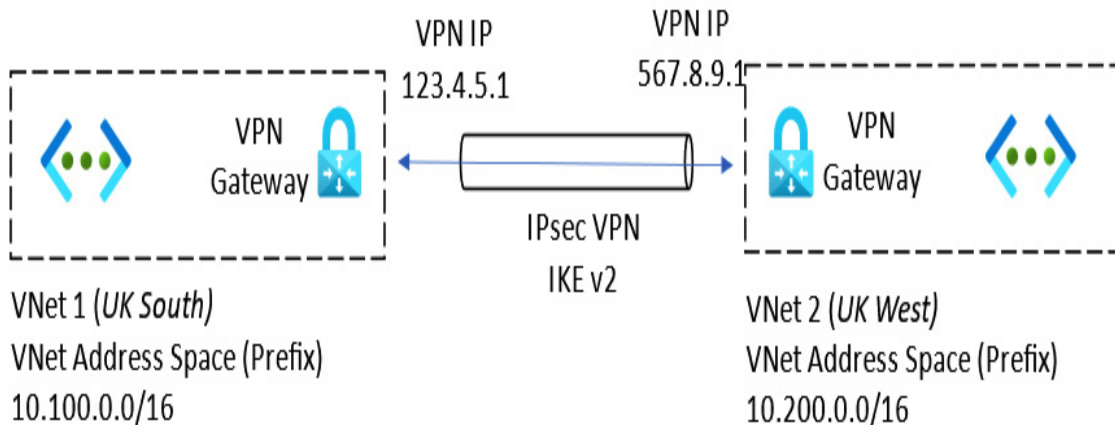 VPN IP
123.4.5.1
VPN IP
567.8.9.1
VPN
Gateway
VPN
Gateway
IPsec VPN
IKE v2
VNet 1 (UK South)
VNet Address Space (Prefix)
10.100.0.0/16
VNet 2 (UK West)
VNet Address Space (Prefix)
10.200.0.0/16